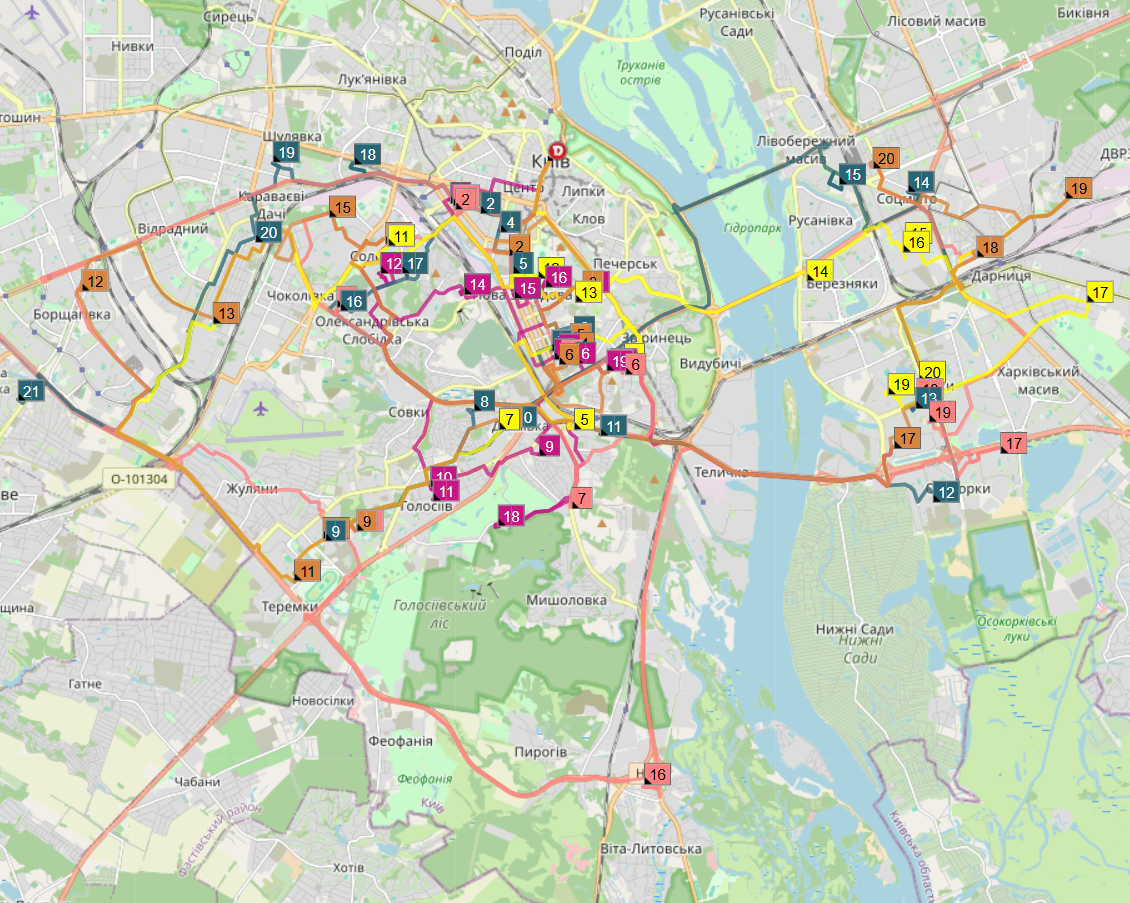 Сирець
Русанівські
Сади
Лісовий масив
Биківня
Нивки
Поділ
Лук'янівка
Труханів
острів
тошин
Шулявка
Лівобережний
масив
ДВРЗ
19
18
D
Київ
20
15
14
2
Центр
Липки
19
Караваєві
Дачі
2
Соцмісто
15
4
Клов
Гідропарк
Русанівка
Відрадний
20
11
2
16
18
12
17
5
Печерськ
14
Дарниця
12
16
13
Березняки
17
Чоколівка
16
14
15
Борщагівка
13
Олександрівська
Слобідка
Звіринець
6
6
19
6
Видубичі
20
Харківський
масив
21
19
13
8
Совки
7
0
5
11
19
17
17
9
Теличка
10
11
О-101304
Жуляни
Голосіїв
7
12
18
9
9
11
Теремки
Голосіївський
ліс
Мишоловка
Осокорківські
луки
Нижні Сади
Нижні
Сади
Гатне
Новосілки
Феофанія
Пирогів
16
Чабани
Феофанія
Київ
Фастівський район
Київська область
Віта-Литовська
Хотів